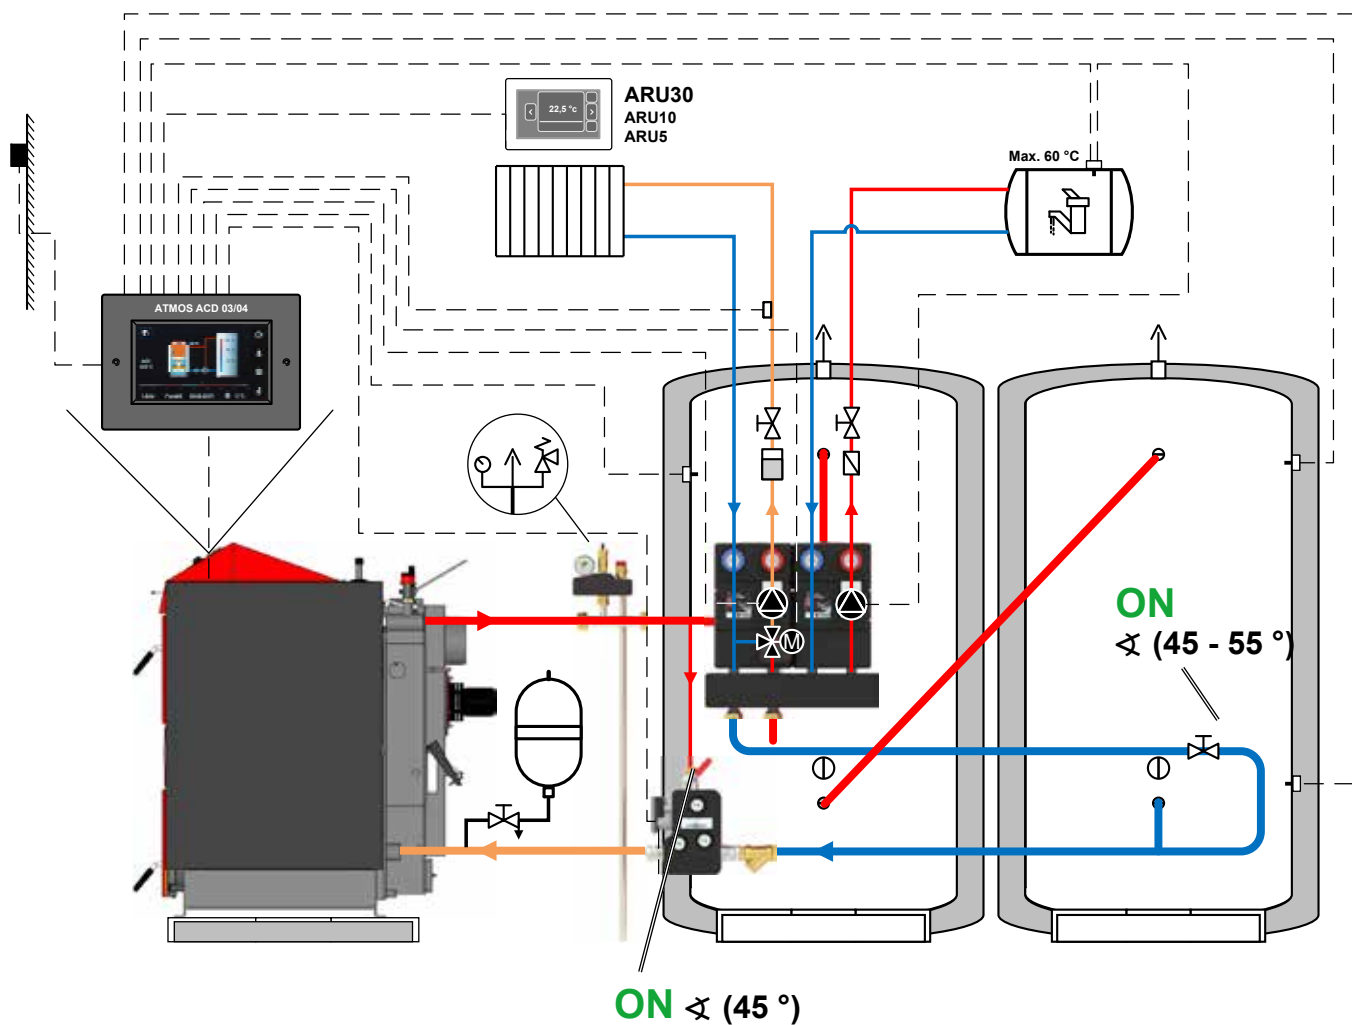 ARU30
ARU10
ARU5
22,5 °c
Max. 60 °C
ATMOS ACD 03/04
M
ON
∢ (45 - 55 °)
ON ∢ (45 °)